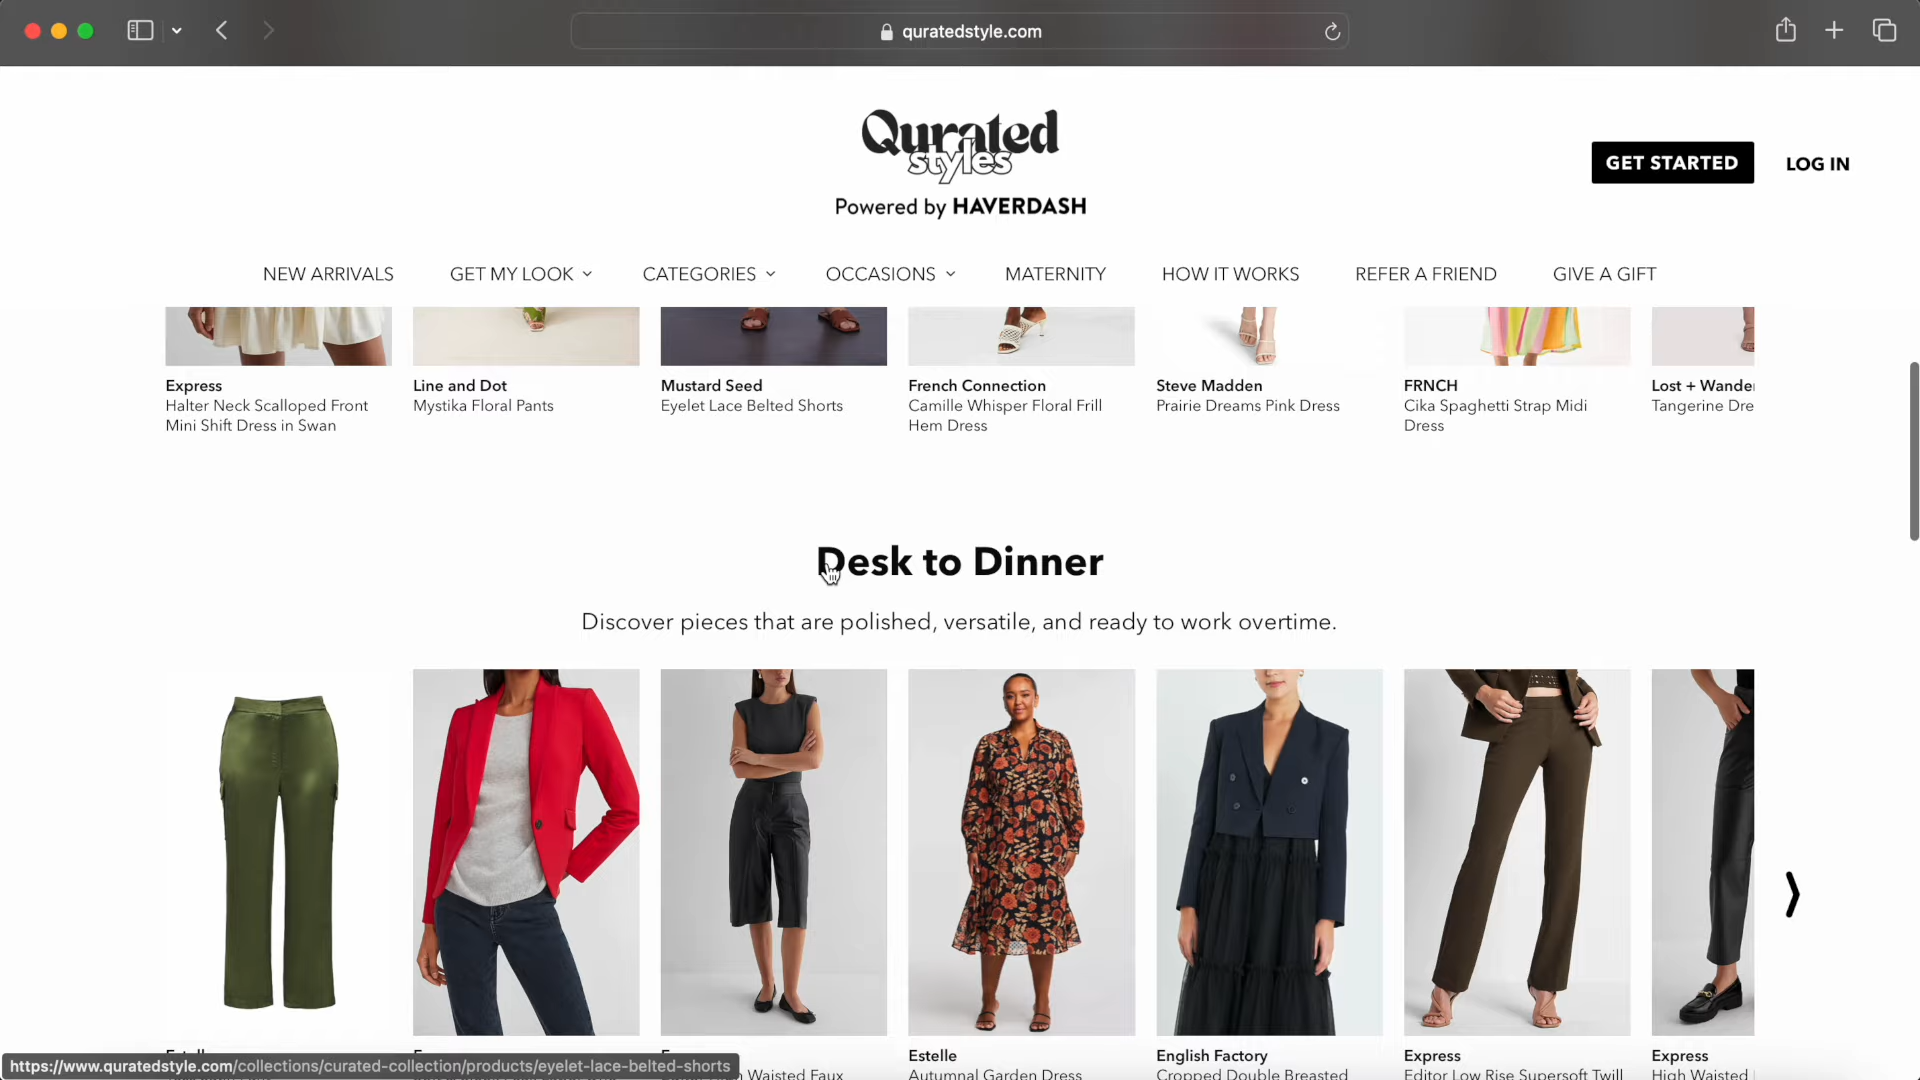 quratedstyle.com
Qurated
styles
Powered by HAVERDASH
GET STARTED
LOG IN
NEW ARRIVALS
GET MY LOOK
CATEGORIES
OCCASIONS
MATERNITY
HOW IT WORKS
REFER A FRIEND
GIVE A GIFT
Express
Halter Neck Scalloped Front
Mini Shift Dress in Swan
Line and Dot
Mystika Floral Pants
Mustard Seed
Eyelet Lace Belted Shorts
French Connection
Camille Whisper Floral Frill
Hem Dress
Steve Madden
Prairie Dreams Pink Dress
FRNCH
Cika Spaghetti Strap Midi
Dress
Lost + Wander
Tangerine Dre
Desk to Dinner
Discover pieces that are polished, versatile, and ready to work overtime.
Waisted Faux
Estelle
Autumnal Garden Dress
English Factory
Cropped Double Breasted
Express
Editor Low Rise Supersoft Twill
Express
High Waisted
https://www.quratedstyle.com/collections/curated-collection/products/eyelet-lace-belted-shorts